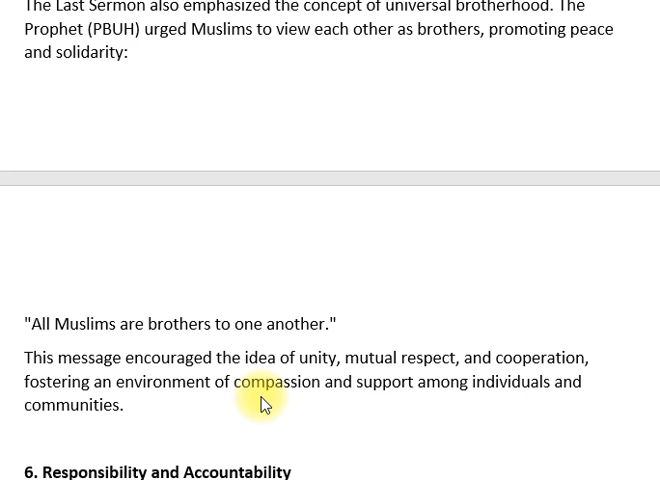 The Last Sermon also emphasized the concept of universal brotherhood. The
Prophet (PBUH) urged Muslims to view each other as brothers, promoting peace
and solidarity:
"All Muslims are brothers to one another."
This message encouraged the idea of unity, mutual respect, and cooperation,
fostering an environment of compassion and support among individuals and
communities.
6. Responsibility and Accountability